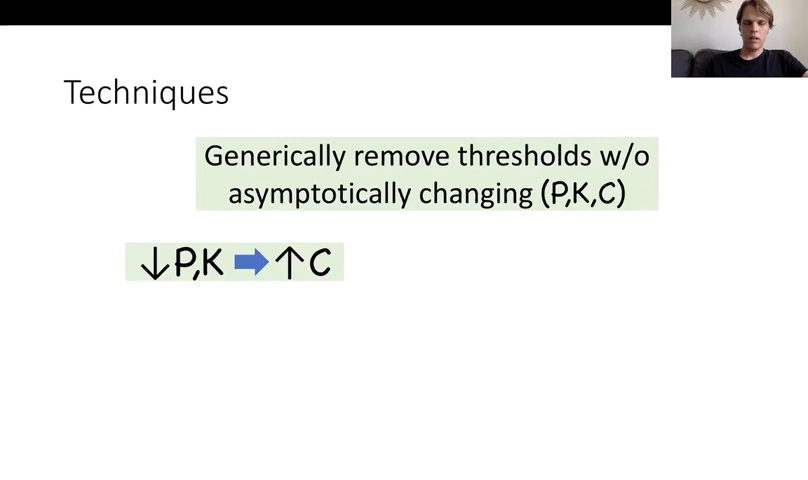 Techniques
Generically remove thresholds w/o
asymptotically changing (P,K,C)
↓P,K ➡ ↑C